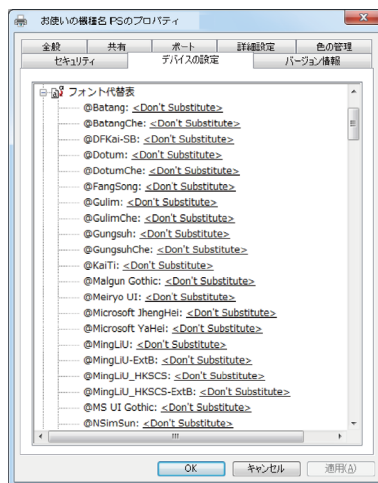 お使いの機種名 PSのプロパティ
全般 共有 ポート 詳細設定 色の管理
セキュリティ デバイスの設定 バージョン情報
フォント代替表
@Batang: <Don't Substitute>
@BatangChe: <Don't Substitute>
@DFKai-SB: <Don't Substitute>
@Dotum: <Don't Substitute>
@DotumChe: <Don't Substitute>
@FangSong: <Don't Substitute>
@Gulim: <Don't Substitute>
@GulimChe: <Don't Substitute>
@Gungsuh: <Don't Substitute>
@GungsuhChe: <Don't Substitute>
@KaiTi: <Don't Substitute>
@Malgun Gothic: <Don't Substitute>
@Meiryo UI: <Don't Substitute>
@Microsoft JhengHei: <Don't Substitute>
@Microsoft YaHei: <Don't Substitute>
@MingLiU: <Don't Substitute>
@MingLiU-ExtB: <Don't Substitute>
@MingLiU_HKSCS: <Don't Substitute>
@MingLiU_HKSCS-ExtB: <Don't Substitute>
@MS UI Gothic: <Don't Substitute>
@NSimSun: <Don't Substitute>
OK キャンセル 適用(A)